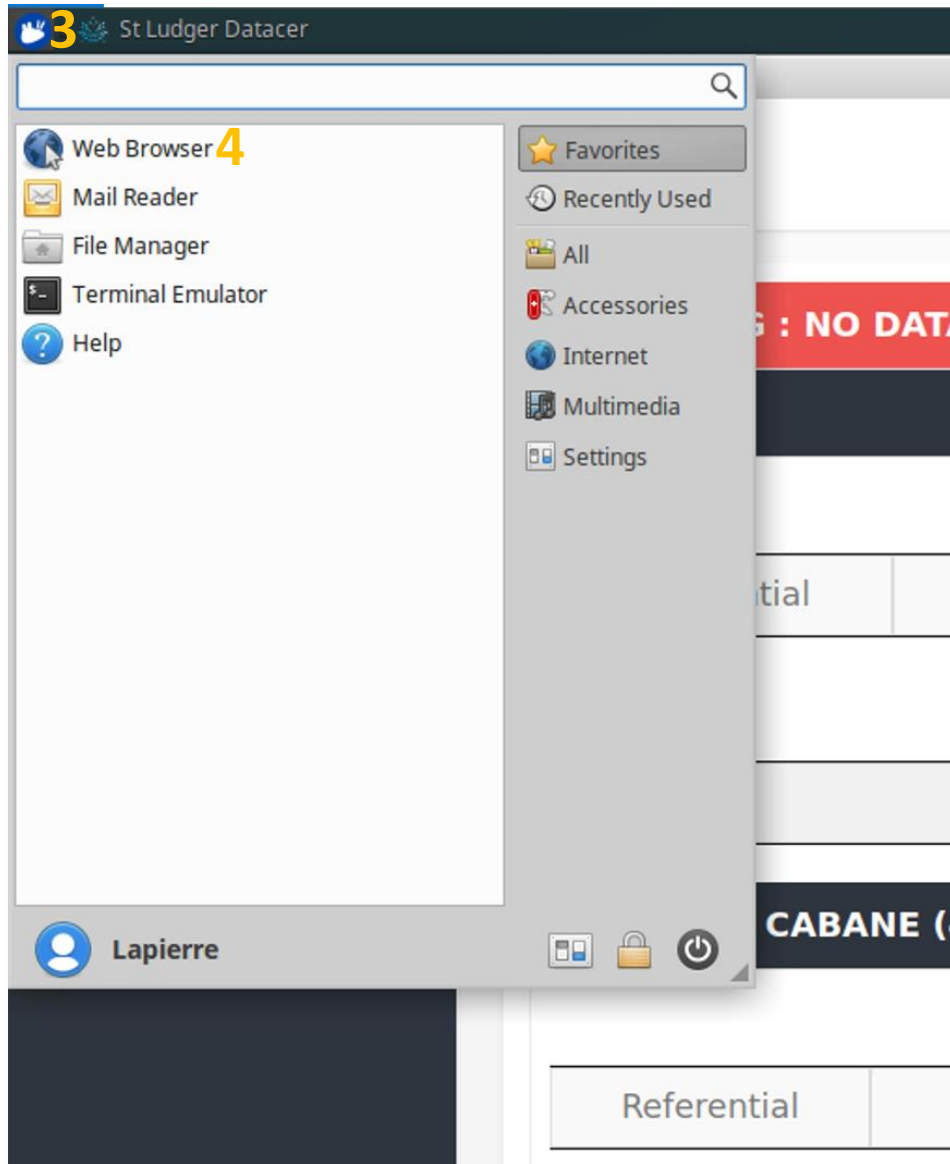 3 St Ludger Datacer
Web Browser 4
Mail Reader
File Manager
Terminal Emulator
Help
Favorites
Recently Used
All
Accessories
Internet
Multimedia
Settings
: NO DATA
tial
CABANE (
Lapierre
Referential